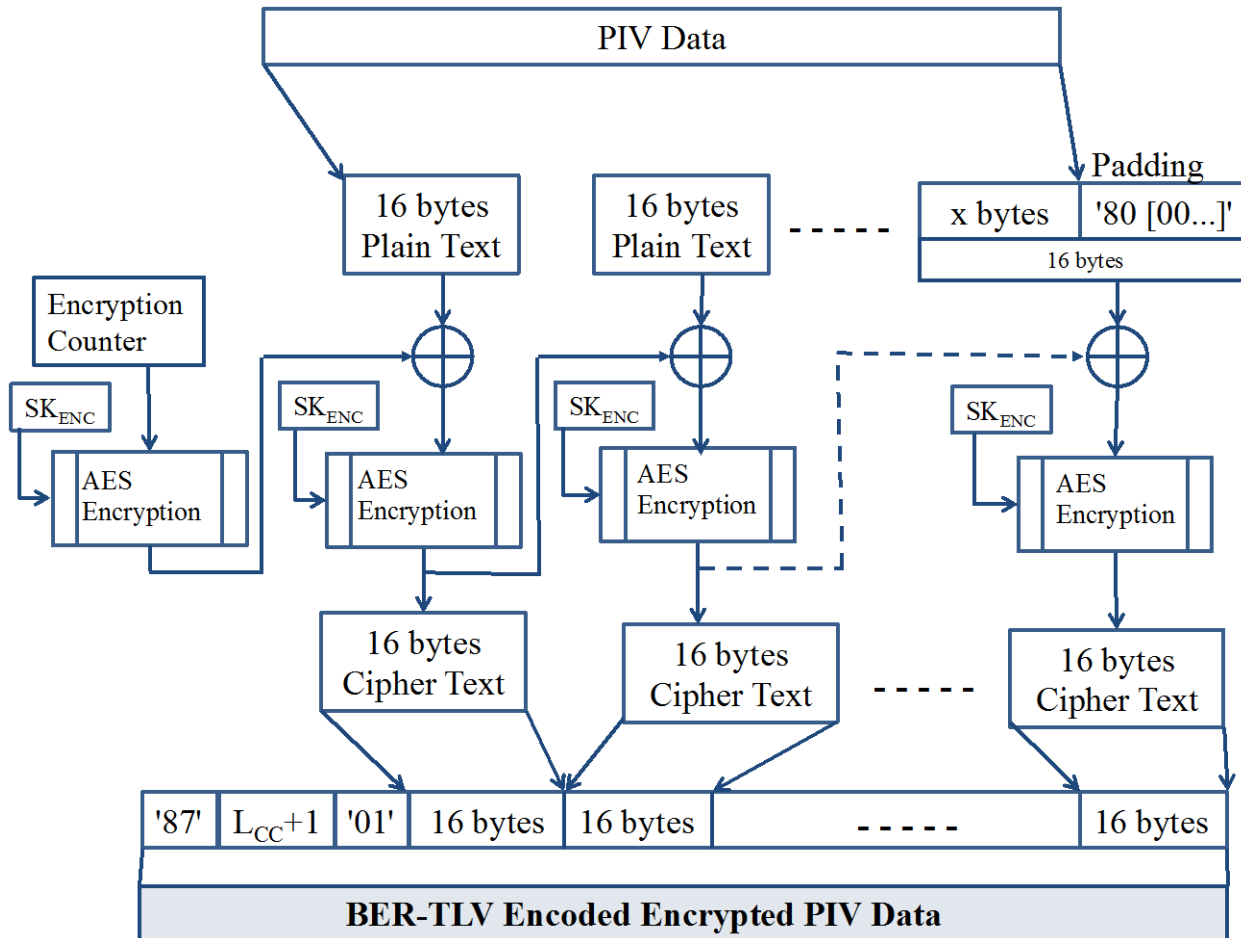 PIV Data
Padding
16 bytes
Plain Text
16 bytes
Plain Text
- - - - -
x bytes
'80 [00...]'
16 bytes
Encryption
Counter
SKENC
SKENC
SKENC
SKENC
AES
Encryption
AES
Encryption
AES
Encryption
AES
Encryption
16 bytes
Cipher Text
16 bytes
Cipher Text
- - - - -
16 bytes
Cipher Text
'87'
LCC+1
'01'
16 bytes
16 bytes
- - - - -
16 bytes
BER-TLV Encoded Encrypted PIV Data